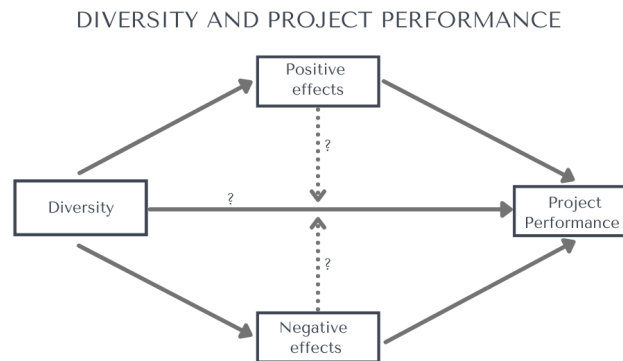 DIVERSITY AND PROJECT PERFORMANCE
Positive
effects
?
Diversity
?
Project
Performance
?
Negative
effects